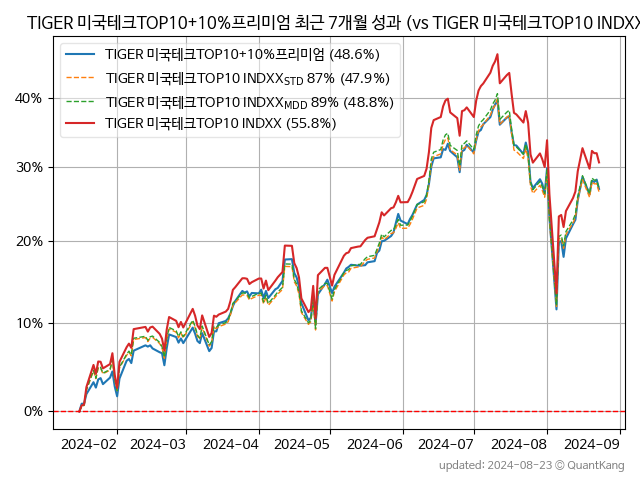 TIGER 미국테크TOP10+10%프리미엄 최근 7개월 성과 (vs TIGER 미국테크TOP10 INDX
TIGER 미국테크TOP10+10%프리미엄 (48.6%)
TIGER 미국테크TOP10 INDXXSTD 87% (47.9%)
TIGER 미국테크TOP10 INDXXMDD 89% (48.8%)
TIGER 미국테크TOP10 INDXX (55.8%)
40%
30%
20%
10%
0%
2024-02 2024-03 2024-04 2024-05 2024-06 2024-07 2024-08 2024-09
updated: 2024-08-23 © QuantKang